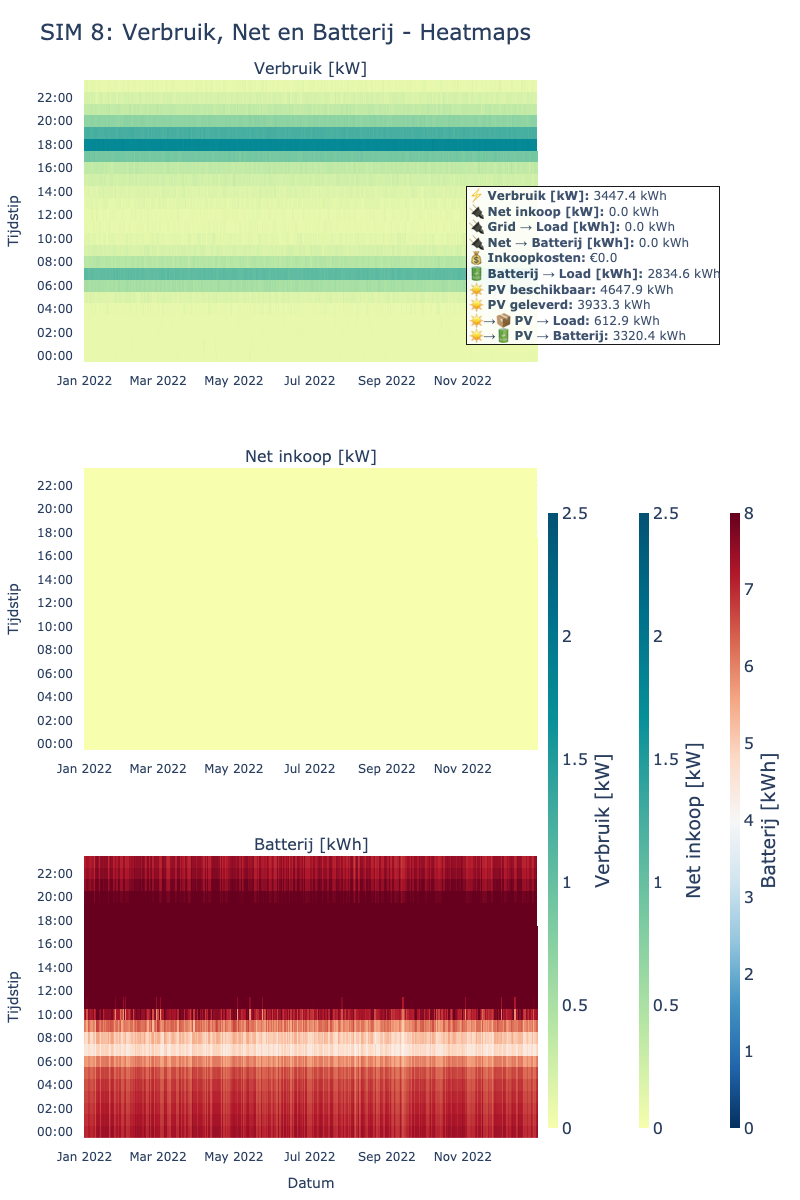 SIM 8: Verbruik, Net en Batterij - Heatmaps
Verbruik [kW]
22:00
20:00
18:00
16:00
14:00
12:00
10:00
08:00
06:00
04:00
02:00
00:00
Tijdstip
Jan 2022 Mar 2022 May 2022 Jul 2022 Sep 2022 Nov 2022
⚡ Verbruik [kW]: 3447.4 kWh
🔌 Net inkoop [kW]: 0.0 kWh
🔌 Grid → Load [kWh]: 0.0 kWh
🔌 Net → Batterij [kWh]: 0.0 kWh
💰 Inkoopkosten: €0.0
🔋 Batterij → Load [kWh]: 2834.6 kWh
☀️ PV beschikbaar: 4647.9 kWh
☀️ PV geleverd: 3933.3 kWh
☀️→📦 PV → Load: 612.9 kWh
☀️→🔋 PV → Batterij: 3320.4 kWh
Net inkoop [kW]
22:00
20:00
18:00
16:00
14:00
12:00
10:00
08:00
06:00
04:00
02:00
00:00
Tijdstip
Jan 2022 Mar 2022 May 2022 Jul 2022 Sep 2022 Nov 2022
Batterij [kWh]
22:00
20:00
18:00
16:00
14:00
12:00
10:00
08:00
06:00
04:00
02:00
00:00
Tijdstip
Jan 2022 Mar 2022 May 2022 Jul 2022 Sep 2022 Nov 2022
Datum
2.5
2
1.5
1
0.5
0
Verbruik [kW]
2.5
2
1.5
1
0.5
0
Net inkoop [kW]
8
7
6
5
4
3
2
1
0
Batterij [kWh]